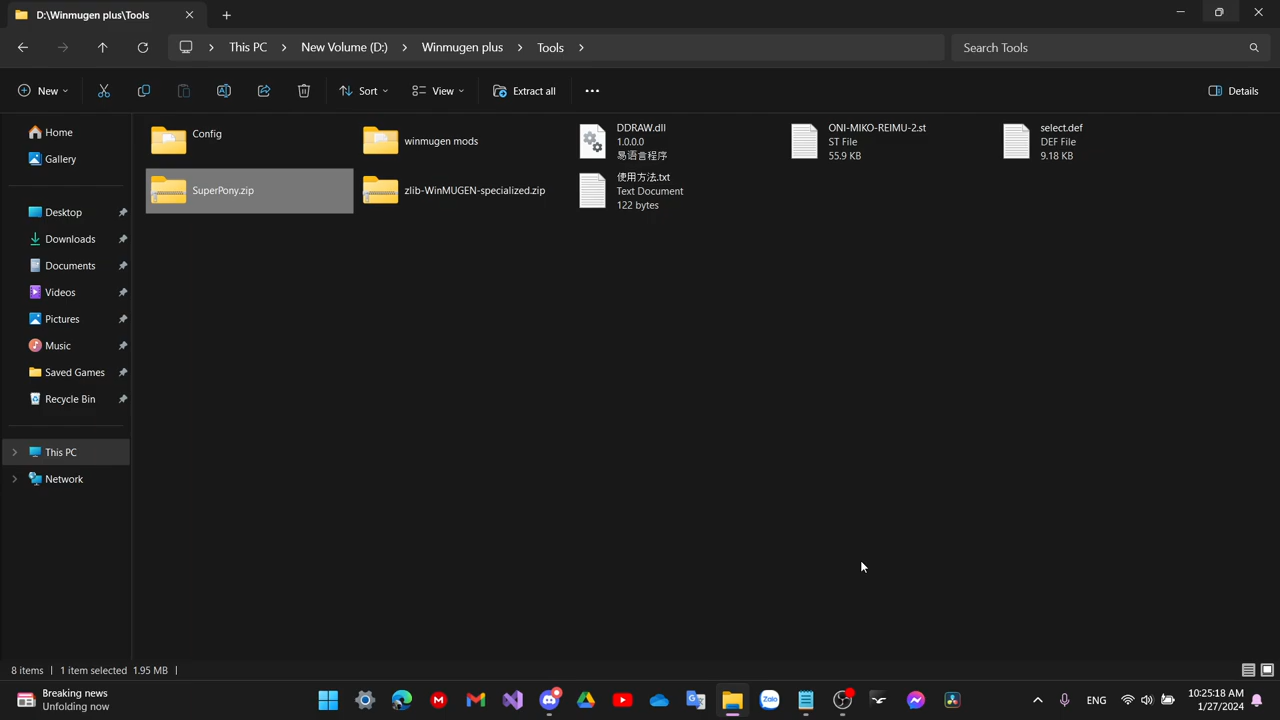 D:\Winmugen plus\Tools
This PC
New Volume (D:)
Winmugen plus
Tools
Search Tools
New
Sort
View
Extract all
Details
Home
Gallery
Desktop
Downloads
Documents
Videos
Pictures
Music
Saved Games
Recycle Bin
This PC
Network
Config
winmugen mods
DDRAW.dll
1.0.0.0
易语言程序
ONI-MIKO-REIMU-2.st
ST File
55.9 KB
select.def
DEF File
9.18 KB
SuperPony.zip
zlib-WinMUGEN-specialized.zip
使用方法.txt
Text Document
122 bytes
8 items
1 item selected 1.95 MB
Breaking news
Unfolding now
Zalo
ENG
10:25:18 AM
1/27/2024